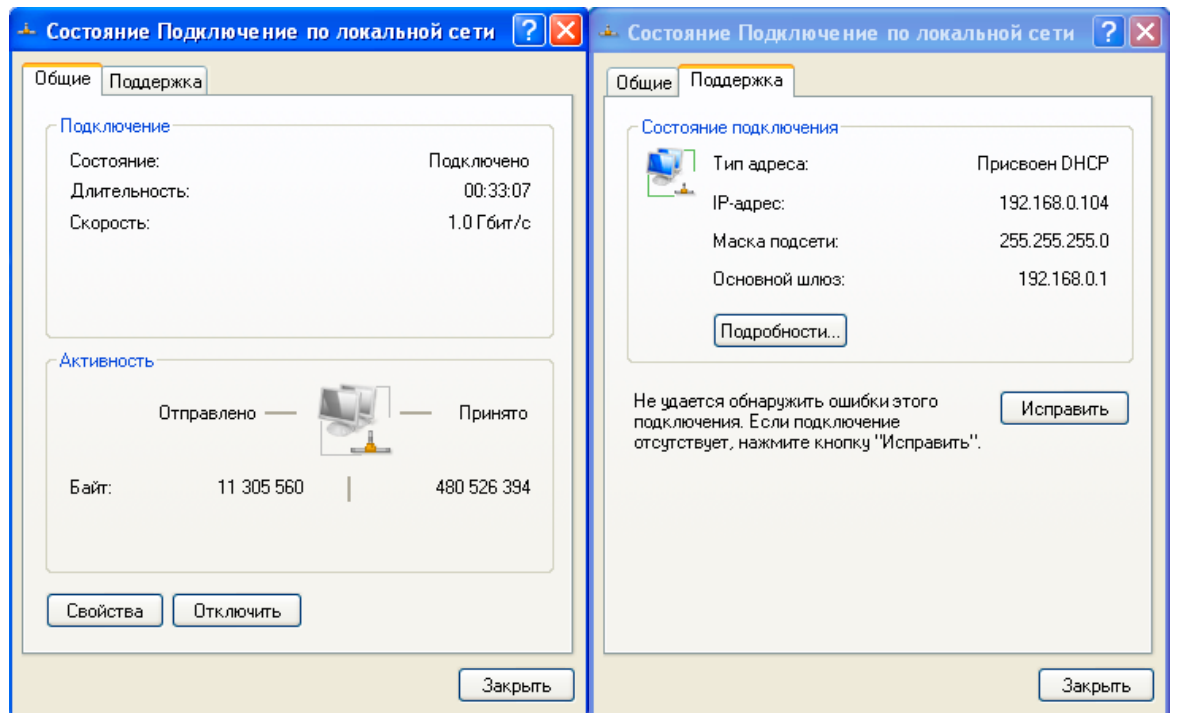 Состояние Подключение по локальной сети
Общие
Поддержка
Подключение
Состояние: Подключено
Длительность: 00:33:07
Скорость: 1.0 Гбит/с
Активность
Отправлено — — Принято
Байт: 11 305 560 | 480 526 394
Свойства
Отключить
Закрыть
Состояние Подключение по локальной сети
Общие
Поддержка
Состояние подключения
Тип адреса: Присвоен DHCP
IP-адрес: 192.168.0.104
Маска подсети: 255.255.255.0
Основной шлюз: 192.168.0.1
Подробности...
Не удается обнаружить ошибки этого
подключения. Если подключение
отсутствует, нажмите кнопку "Исправить".
Исправить
Закрыть